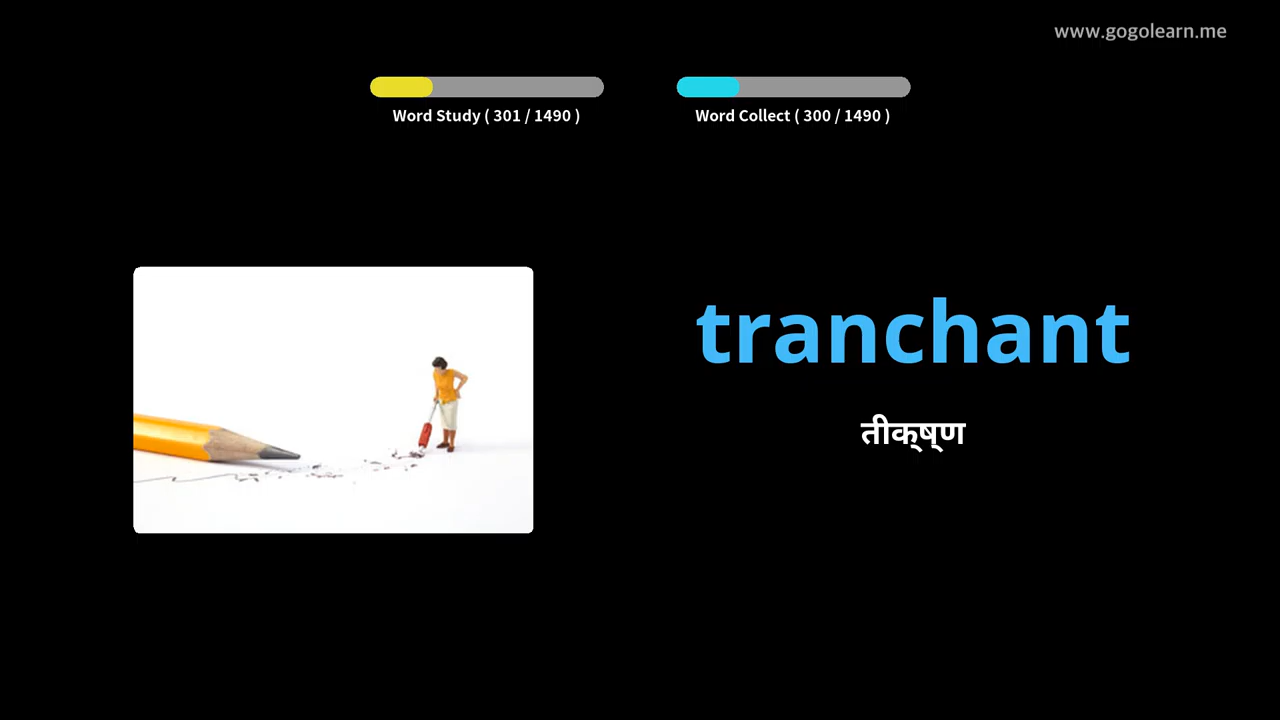 www.gogolearn.me
Word Study ( 301 / 1490 )
Word Collect ( 300 / 1490 )
tranchant
तीक्ष्ण